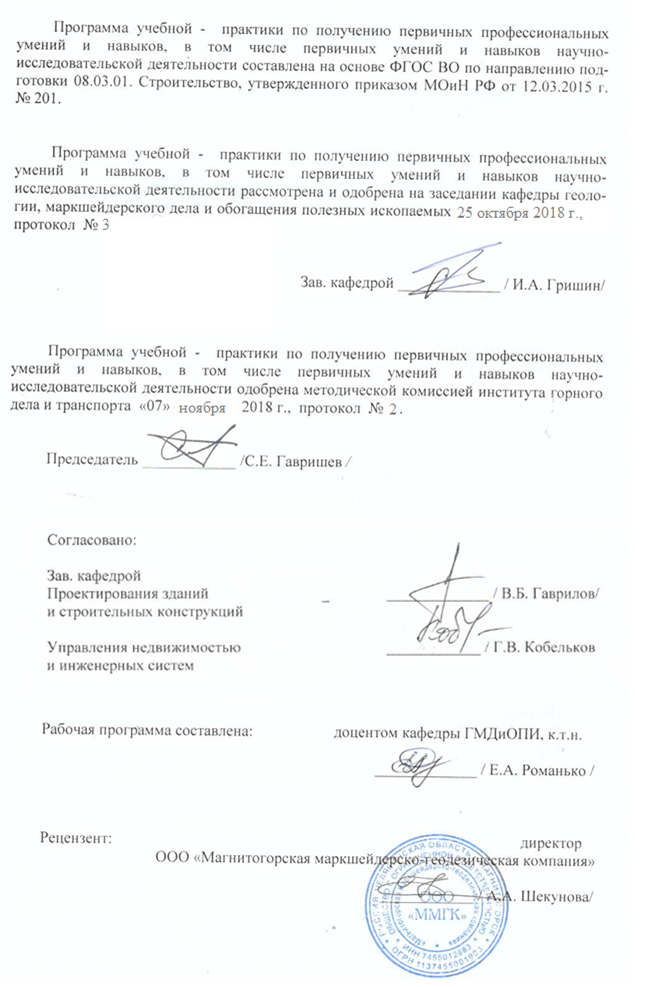 Программа учебной - практики по получению первичных профессиональных
умений и навыков, в том числе первичных умений и навыков научно-
исследовательской деятельности составлена на основе ФГОС ВО по направлению под-
готовки 08.03.01. Строительство, утвержденного приказом МОиН РФ от 12.03.2015 г.
№ 201.
Программа учебной - практики по получению первичных профессиональных
умений и навыков, в том числе первичных умений и навыков научно-
исследовательской деятельности рассмотрена и одобрена на заседании кафедры геоло-
гии, маркшейдерского дела и обогащения полезных ископаемых 25 октября 2018 г.,
протокол № 3
Зав. кафедрой ____________ / И.А. Гришин/
Программа учебной - практики по получению первичных профессиональных
умений и навыков, в том числе первичных умений и навыков научно-
исследовательской деятельности одобрена методической комиссией института горного
дела и транспорта «07» ноября 2018 г., протокол № 2.
Председатель ____________ /С.Е. Гавришев /
Согласовано:
Зав. кафедрой
Проектирования зданий
и строительных конструкций
– ____________ / В.Б. Гаврилов/
Управления недвижимостью
и инженерных систем
____________ / Г.В. Кобельков
Рабочая программа составлена: доцентом кафедры ГМДиОПИ, к.т.н.
____________ / Е.А. Романько /
Рецензент: директор
ООО «Магнитогорская маркшейдерско-геодезическая компания»
____________ / А.А. Шекунова/
ООО
«ММГК»